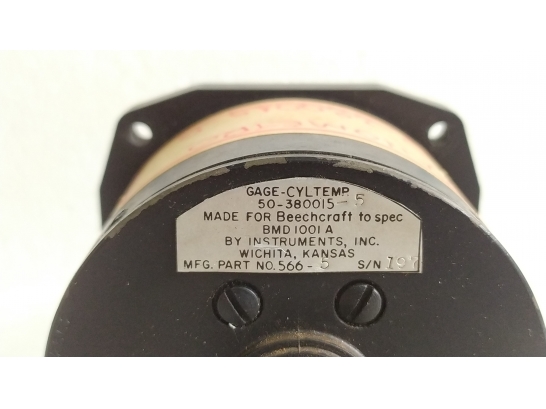 GAGE-CYLTEMP.
50-380015-5
MADE FOR Beechcraft to spec
BMD 1001 A
BY INSTRUMENTS, INC.
WICHITA, KANSAS
MFG. PART NO. 566-5 S/N